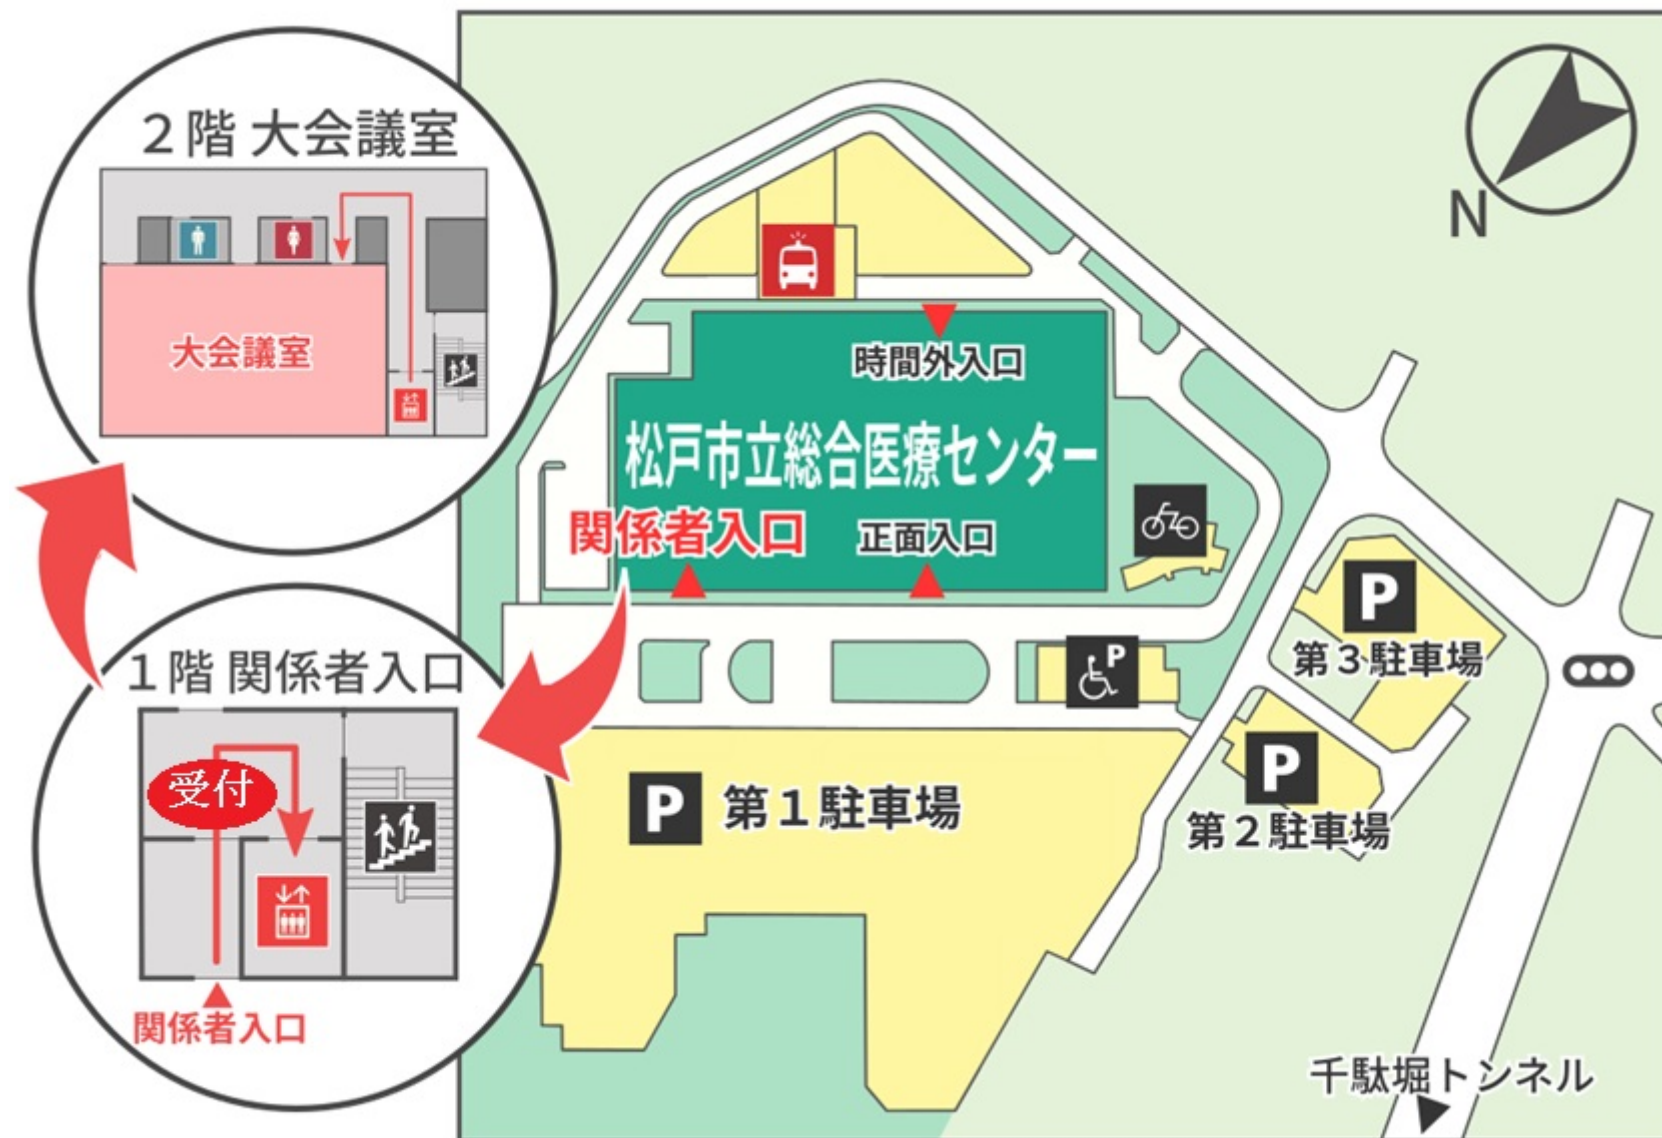 ２階 大会議室
大会議室
N
時間外入口
松戸市立総合医療センター
関係者入口
正面入口
P
第３駐車場
P
１階 関係者入口
受付
関係者入口
P
第１駐車場
P
第２駐車場
千駄堀トンネル